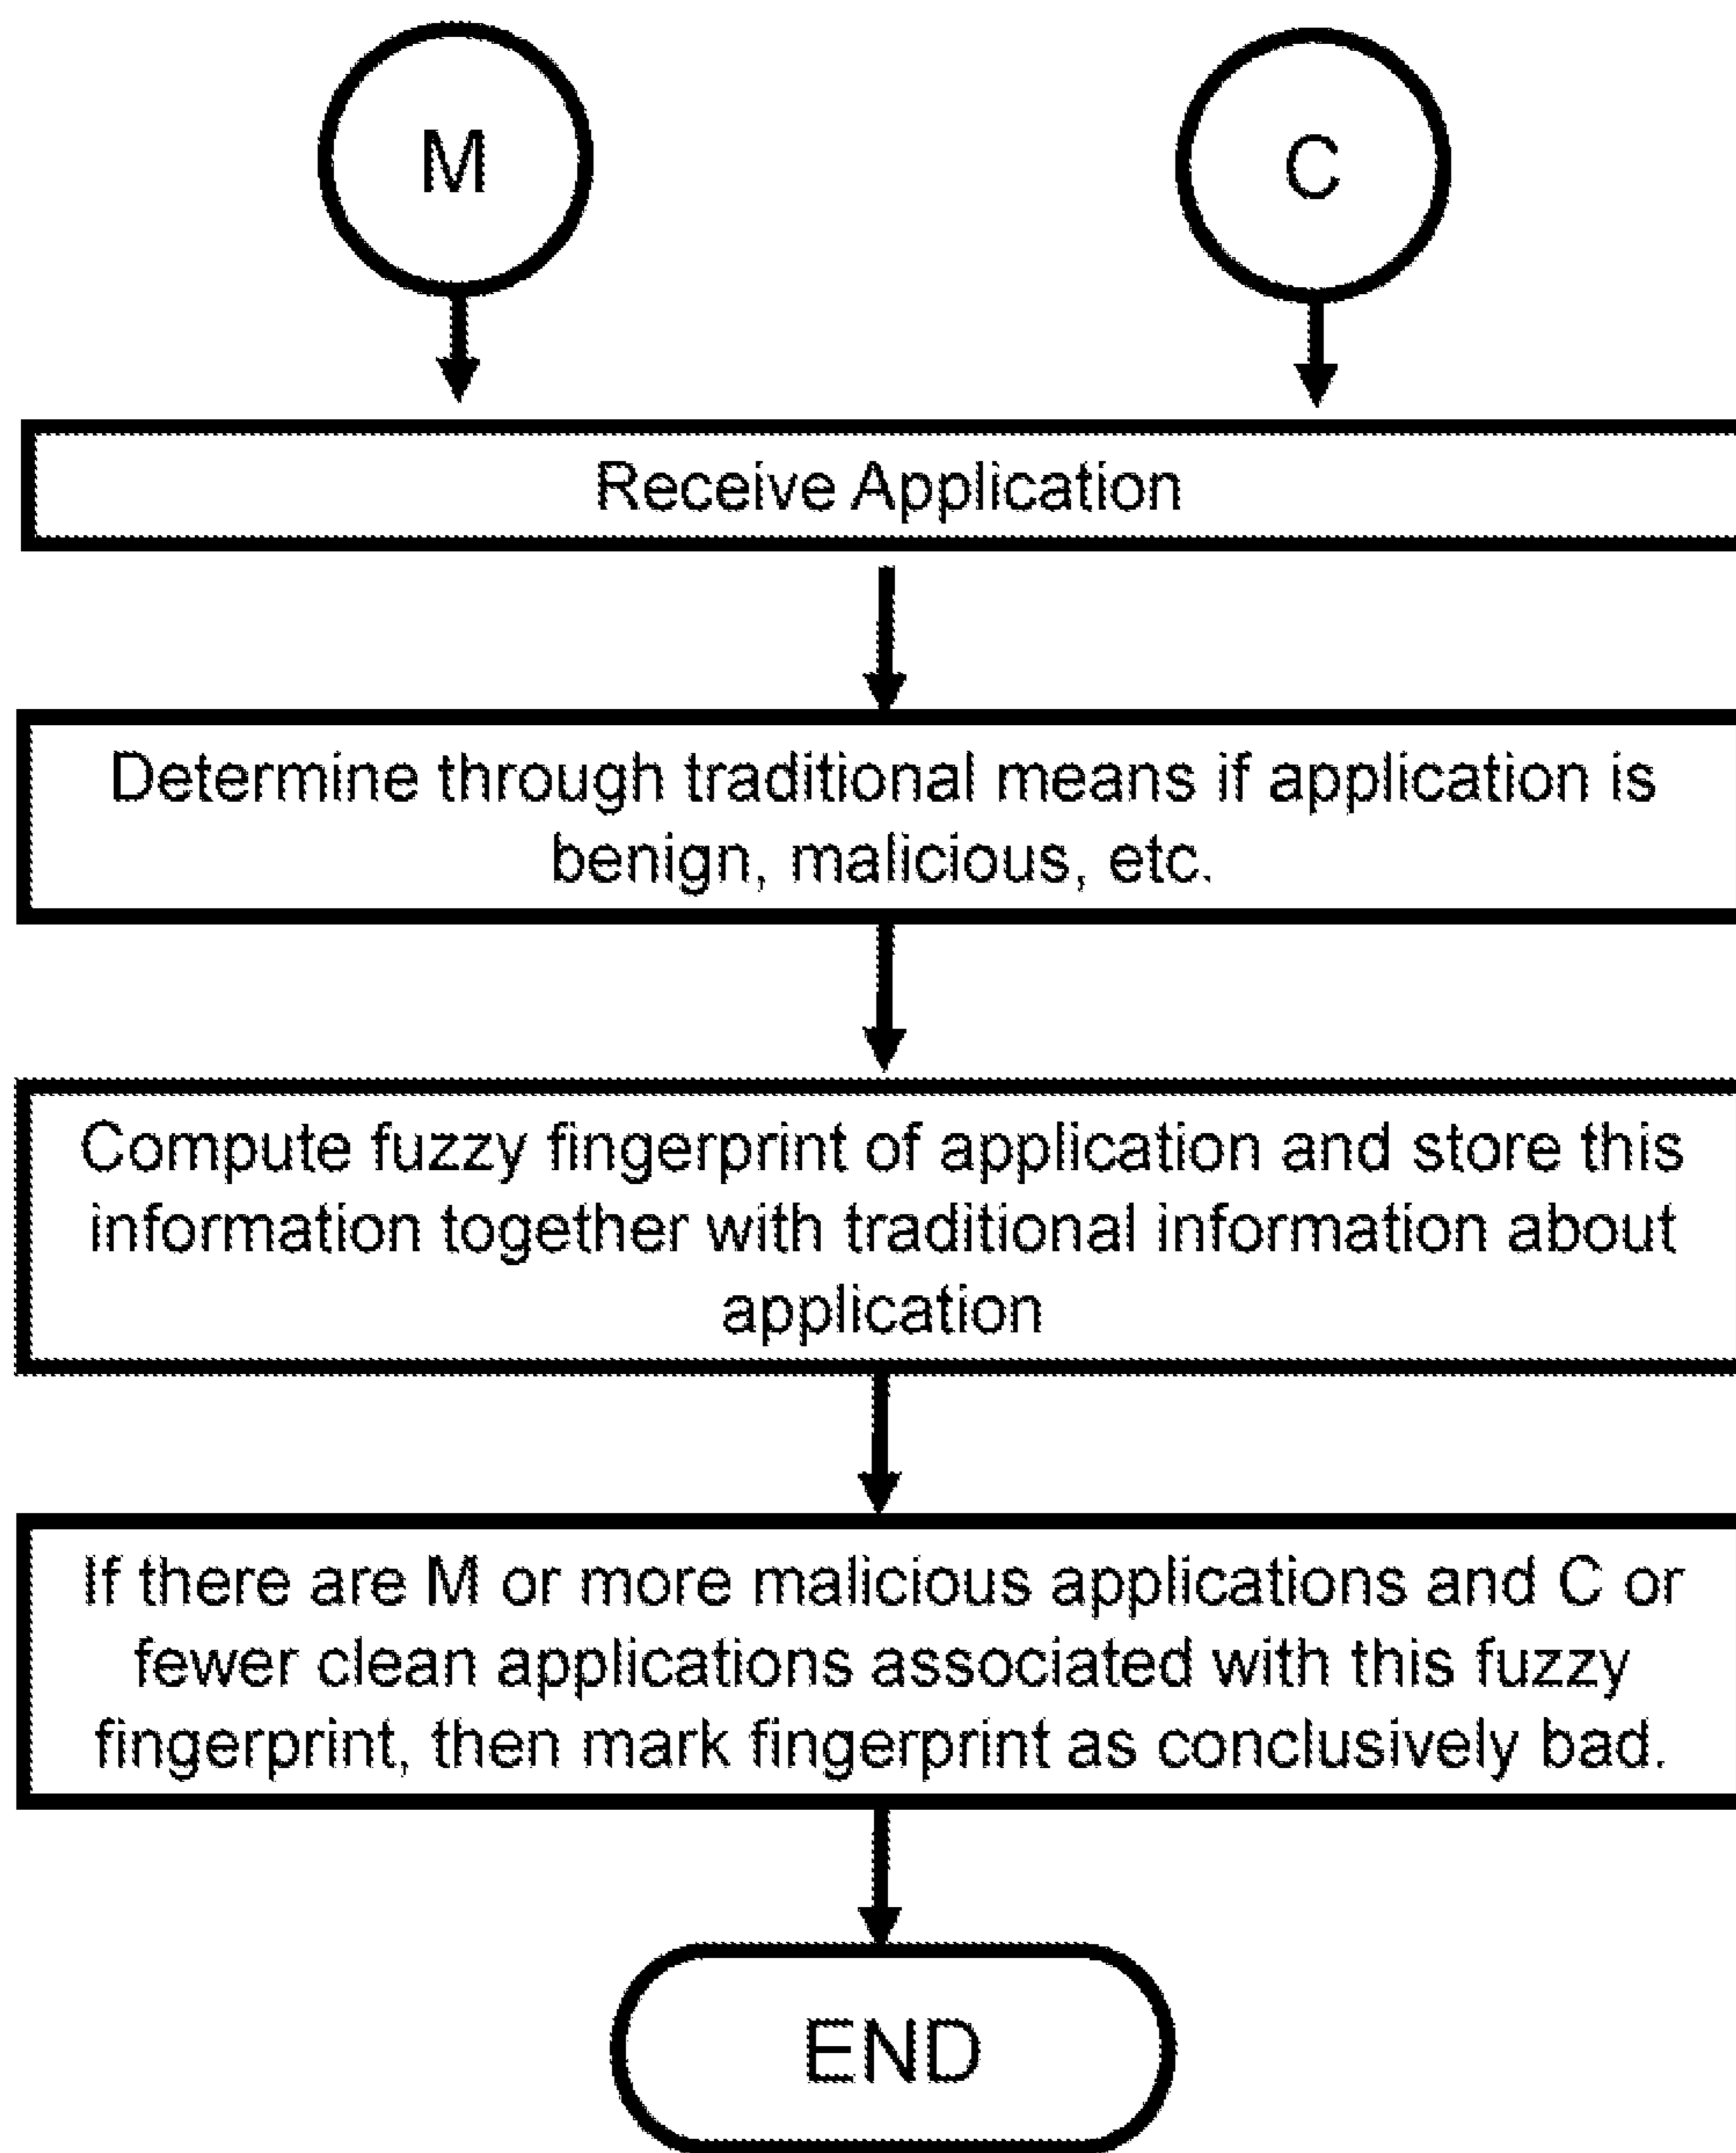 M
C
Receive Application
Determine through traditional means if application is
benign, malicious, etc.
Compute fuzzy fingerprint of application and store this
information together with traditional information about
application
If there are M or more malicious applications and C or
fewer clean applications associated with this fuzzy
fingerprint, then mark fingerprint as conclusively bad.
END